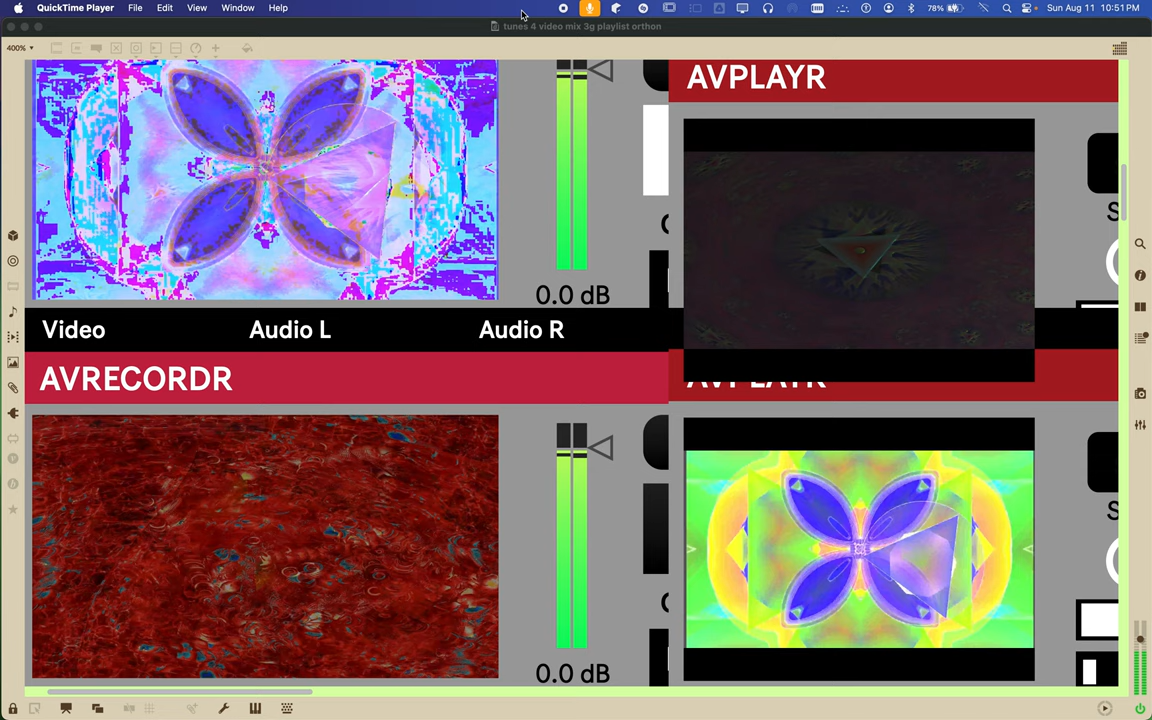 QuickTime Player File Edit View Window Help 78% Sun Aug 11 10:51 PM
tunes 4 video mix 3g playlist orthon
400%
AVPLAYR
0.0 dB
Video Audio L Audio R
AVRECORDR
0.0 dB